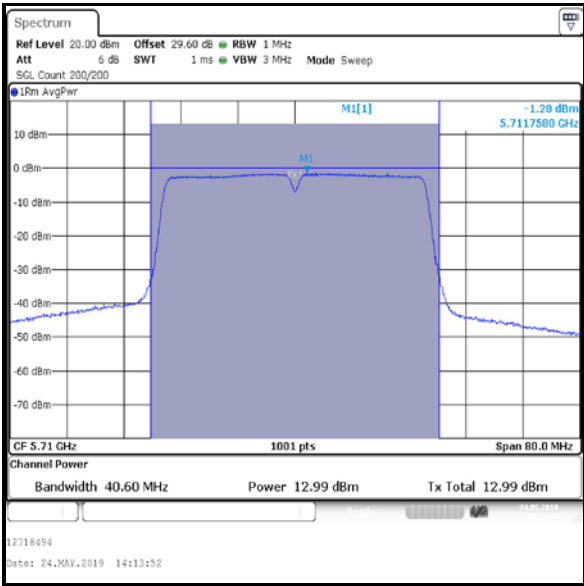 Spectrum
Ref Level 20.00 dBm Offset 29.60 dB RBW 1 MHz
Att 6 dB SWT 1 ms VBW 3 MHz Mode Sweep
SGL Count 200/200
1Rm AvgPwr
M1[1] -1.28 dBm
5.7117580 GHz
10 dBm
M1
0 dBm
-10 dBm
-20 dBm
-30 dBm
-40 dBm
-50 dBm
-60 dBm
-70 dBm
CF 5.71 GHz 1001 pts Span 80.0 MHz
Channel Power
Bandwidth 40.60 MHz Power 12.99 dBm Tx Total 12.99 dBm
Ready 24.05.2019
12718494
Date: 24.MAY.2019 14:13:52